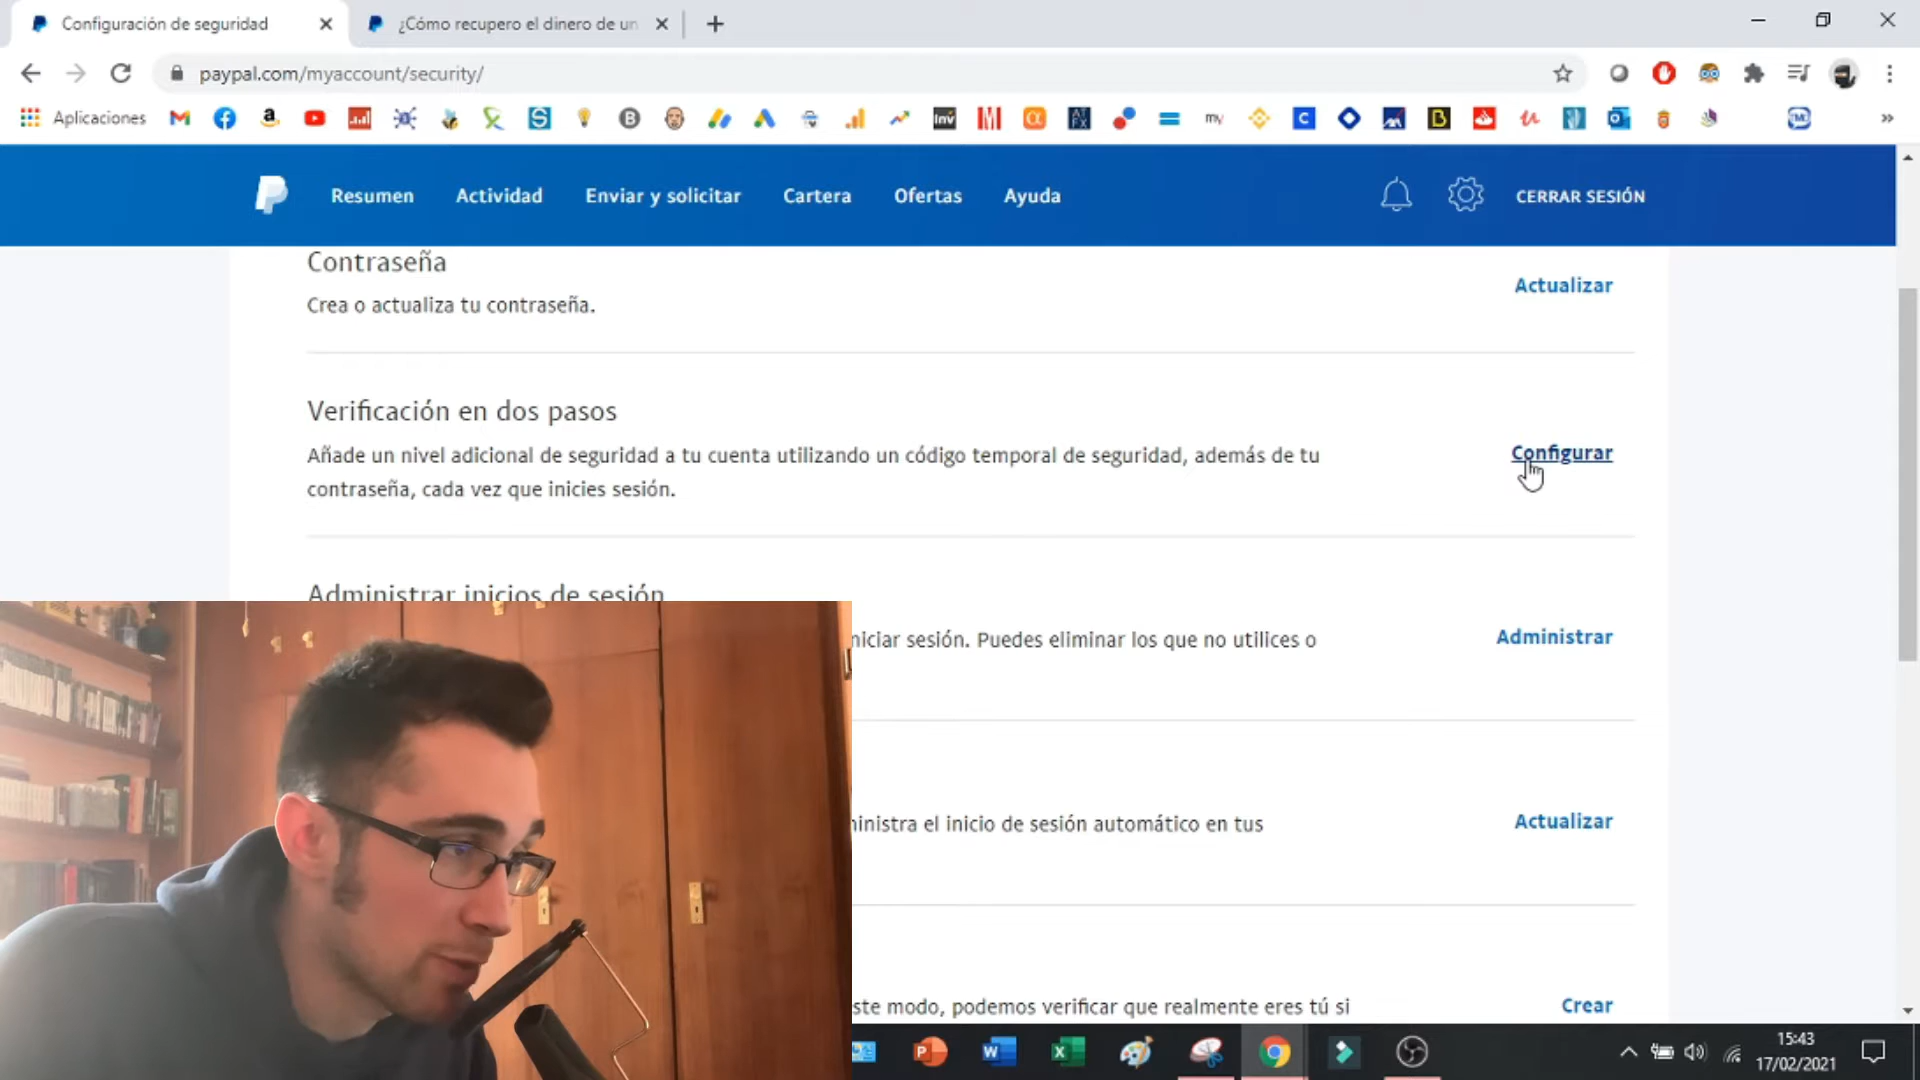 Configuración de seguridad
¿Cómo recupero el dinero de un
paypal.com/myaccount/security/
Aplicaciones
Resumen Actividad Enviar y solicitar Cartera Ofertas Ayuda CERRAR SESIÓN
Contraseña
Actualizar
Crea o actualiza tu contraseña.
Verificación en dos pasos
Añade un nivel adicional de seguridad a tu cuenta utilizando un código temporal de seguridad, además de tu
contraseña, cada vez que inicies sesión.
Configurar
Administrar inicios de sesión
niciar sesión. Puedes eliminar los que no utilices o
Administrar
ministra el inicio de sesión automático en tus
Actualizar
ste modo, podemos verificar que realmente eres tú si
Crear
15:43
17/02/2021